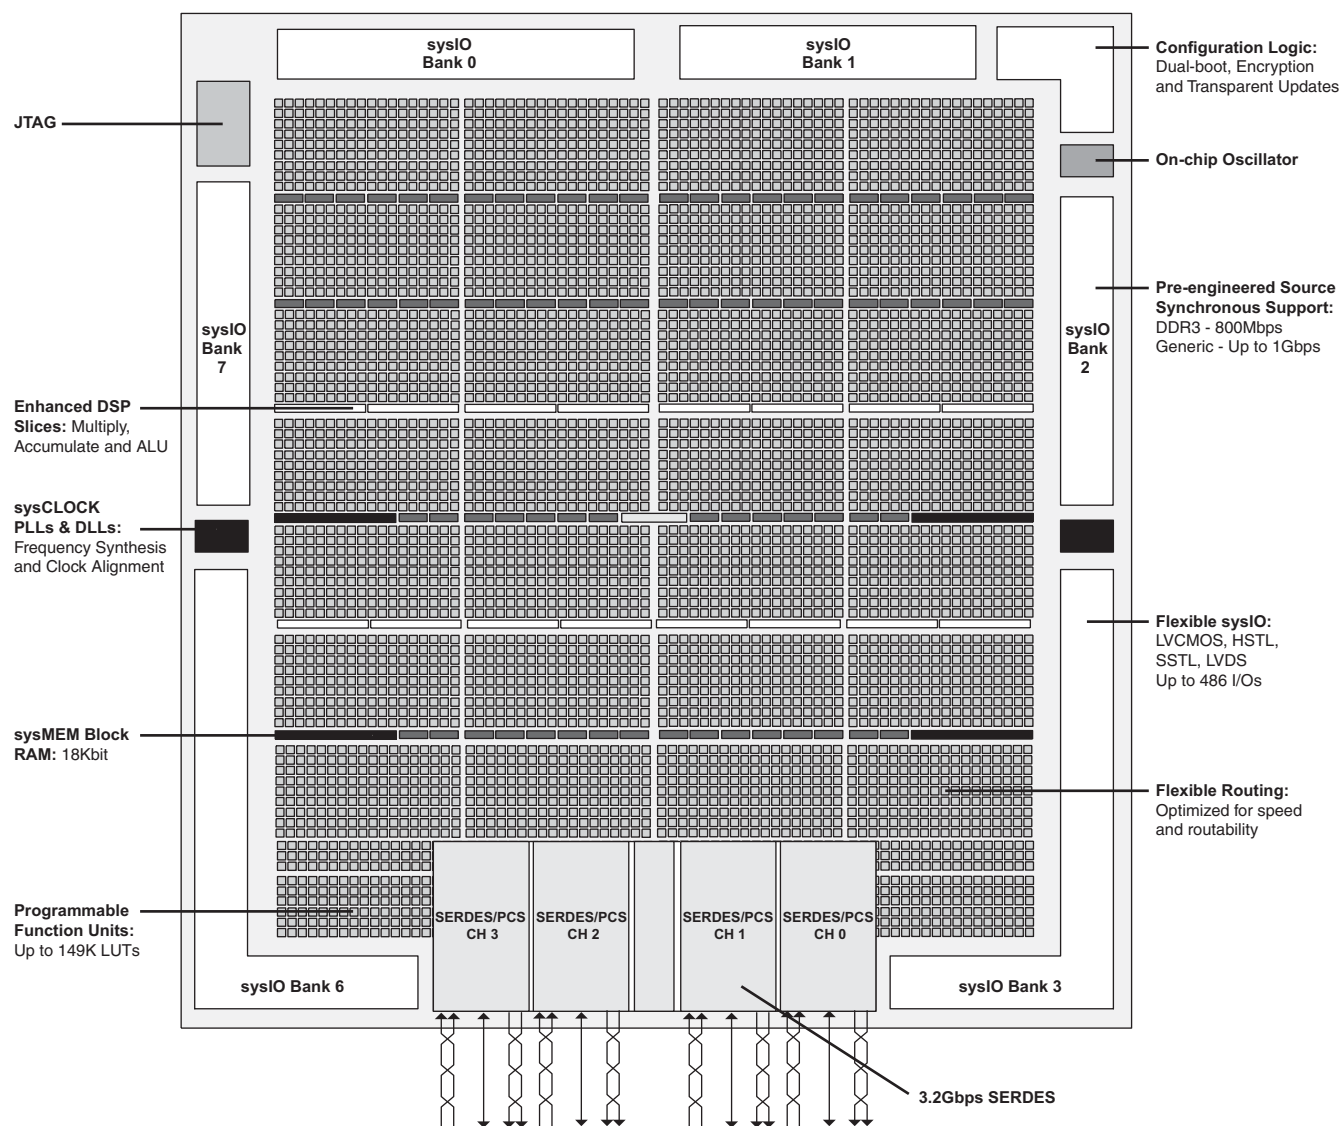 sysIO
Bank 0
sysIO
Bank 1
Configuration Logic:
Dual-boot, Encryption
and Transparent Updates
JTAG
On-chip Oscillator
sysIO
Bank
7
sysIO
Bank
2
Pre-engineered Source
Synchronous Support:
DDR3 - 800Mbps
Generic - Up to 1Gbps
Enhanced DSP
Slices: Multiply,
Accumulate and ALU
sysCLOCK
PLLs & DLLs:
Frequency Synthesis
and Clock Alignment
Flexible sysIO:
LVCMOS, HSTL,
SSTL, LVDS
Up to 486 I/Os
sysMEM Block
RAM: 18Kbit
Flexible Routing:
Optimized for speed
and routability
Programmable
Function Units:
Up to 149K LUTs
SERDES/PCS
CH 3
SERDES/PCS
CH 2
SERDES/PCS
CH 1
SERDES/PCS
CH 0
sysIO Bank 6
sysIO Bank 3
3.2Gbps SERDES